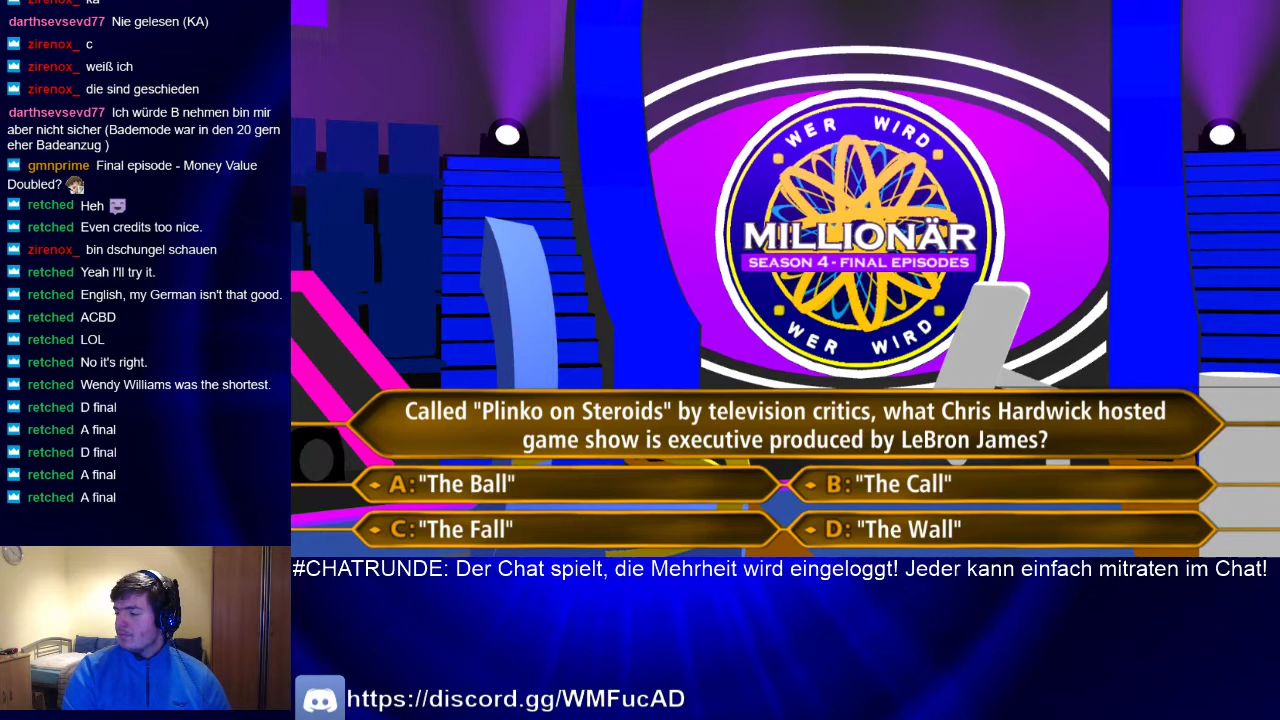 zirenox_ ka
darthsevsevd77 Nie gelesen (KA)
zirenox_ c
zirenox_ weiß ich
zirenox_ die sind geschieden
darthsevsevd77 Ich würde B nehmen bin mir
aber nicht sicher (Bademode war in den 20 gern
eher Badeanzug )
gmnprime Final episode - Money Value
Doubled?
retched Heh
retched Even credits too nice.
zirenox_ bin dschungel schauen
retched Yeah I'll try it.
retched English, my German isn't that good.
retched ACBD
retched LOL
retched No it's right.
retched Wendy Williams was the shortest.
retched D final
retched A final
retched D final
retched A final
retched A final
WER WIRD
MILLIONÄR
SEASON 4 - FINAL EPISODES
WER WIRD
Called "Plinko on Steroids" by television critics, what Chris Hardwick hosted
game show is executive produced by LeBron James?
A: "The Ball"
B: "The Call"
C: "The Fall"
D: "The Wall"
#CHATRUNDE: Der Chat spielt, die Mehrheit wird eingeloggt! Jeder kann einfach mitraten im Chat!
https://discord.gg/WMFucAD